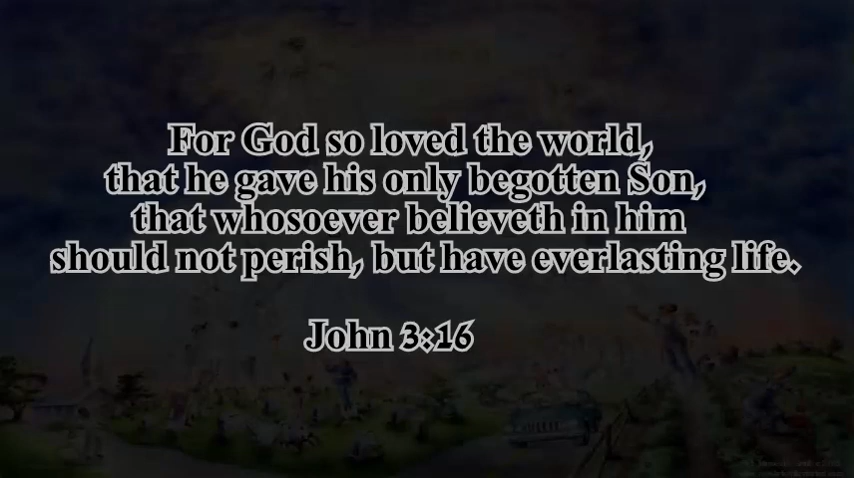 For God so loved the world,
that he gave his only begotten Son,
that whosoever believeth in him
should not perish, but have everlasting life.
John 3:16